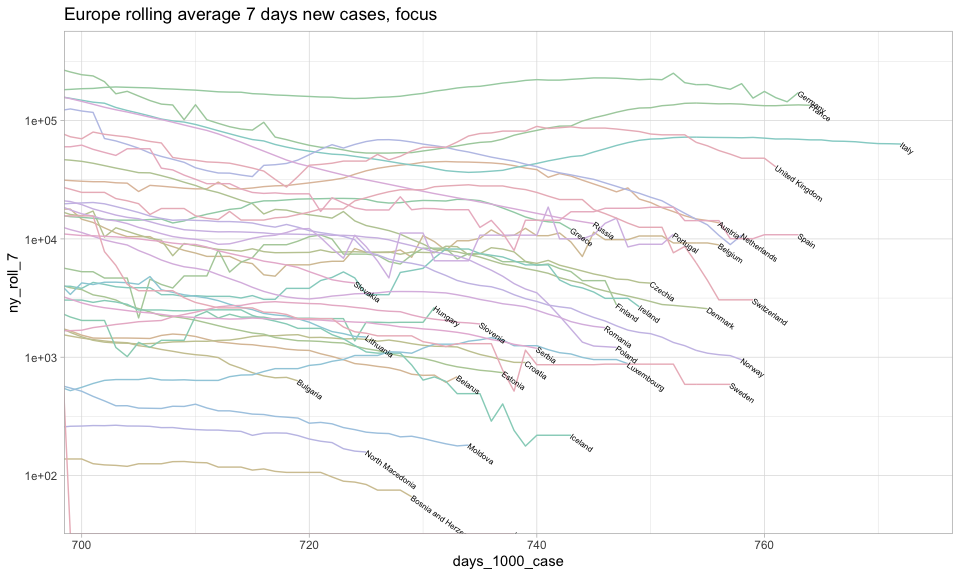 Europe rolling average 7 days new cases, focus
ny_roll_7
1e+05
1e+04
1e+03
1e+02
Germany
France
Italy
United Kingdom
Spain
Austria
Netherlands
Belgium
Portugal
Russia
Greece
Switzerland
Czechia
Denmark
Slovakia
Ireland
Finland
Hungary
Slovenia
Romania
Poland
Norway
Lithuania
Serbia
Croatia
Luxembourg
Estonia
Belarus
Bulgaria
Sweden
Iceland
Moldova
North Macedonia
Bosnia and Herze
700
720
740
760
days_1000_case